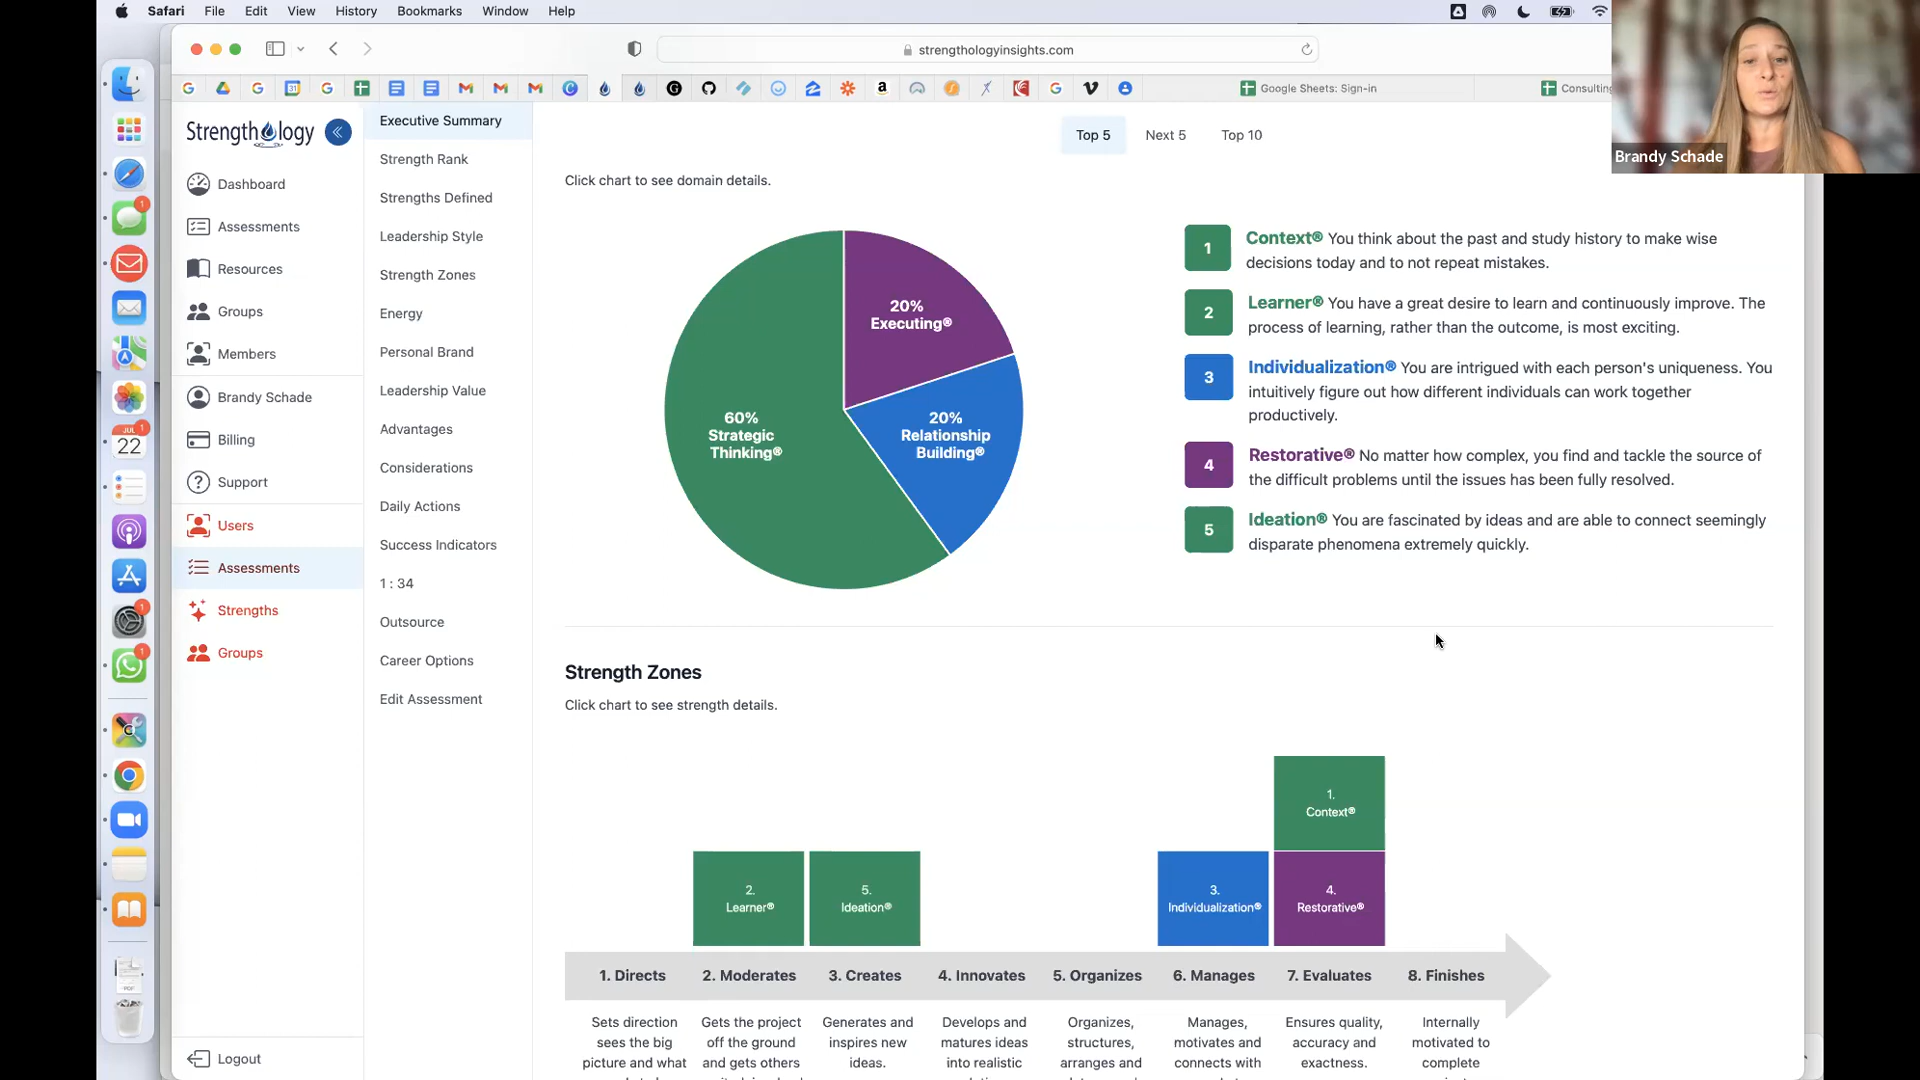 Safari File Edit View History Bookmarks Window Help
strengthologyinsights.com
Google Sheets: Sign-in
Consulting
Brandy Schade
Strengthology
Dashboard
Assessments
Resources
Groups
Members
Brandy Schade
Billing
Support
Users
Assessments
Strengths
Groups
Logout
1
1
JUL
22
1
1
1
Executive Summary
Strength Rank
Strengths Defined
Leadership Style
Strength Zones
Energy
Personal Brand
Leadership Value
Advantages
Considerations
Daily Actions
Success Indicators
1 : 34
Outsource
Career Options
Edit Assessment
Top 5 Next 5 Top 10
Click chart to see domain details.
20%
Executing®
60%
Strategic
Thinking®
20%
Relationship
Building®
1 Context® You think about the past and study history to make wise
decisions today and to not repeat mistakes.
2 Learner® You have a great desire to learn and continuously improve. The
process of learning, rather than the outcome, is most exciting.
3 Individualization® You are intrigued with each person's uniqueness. You
intuitively figure out how different individuals can work together
productively.
4 Restorative® No matter how complex, you find and tackle the source of
the difficult problems until the issues has been fully resolved.
5 Ideation® You are fascinated by ideas and are able to connect seemingly
disparate phenomena extremely quickly.
Strength Zones
Click chart to see strength details.
1.
Context®
2.
Learner®
5.
Ideation®
3.
Individualization®
4.
Restorative®
1. Directs 2. Moderates 3. Creates 4. Innovates 5. Organizes 6. Manages 7. Evaluates 8. Finishes
Sets direction
sees the big
picture and what
Gets the project
off the ground
and gets others
Generates and
inspires new
ideas.
Develops and
matures ideas
into realistic
Organizes,
structures,
arranges and
Manages,
motivates and
connects with
Ensures quality,
accuracy and
exactness.
Internally
motivated to
complete